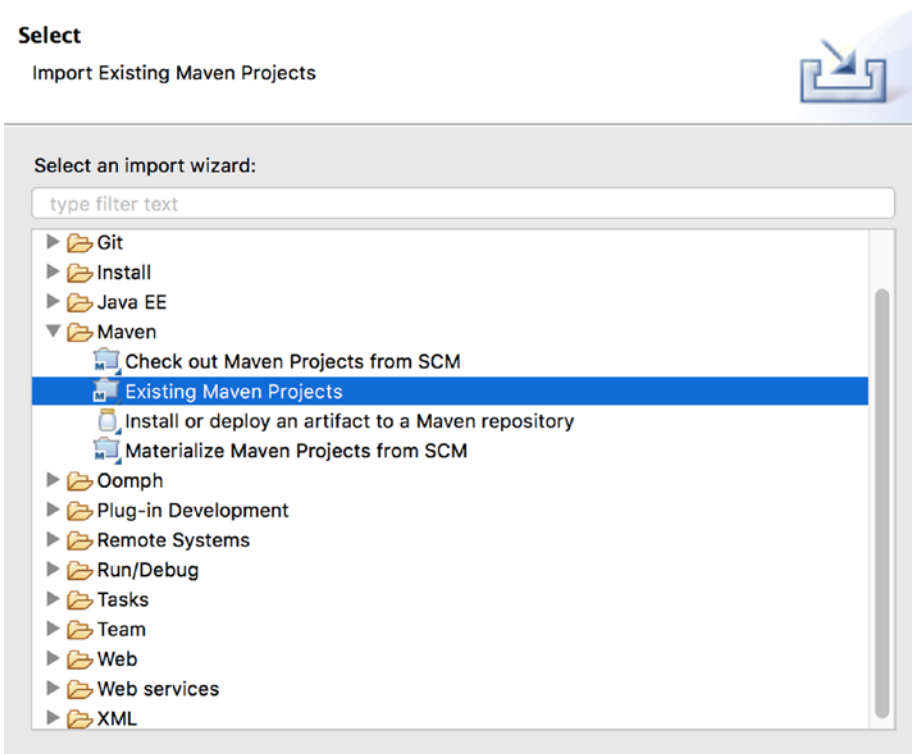 Select
Import Existing Maven Projects
Select an import wizard:
type filter text
Git
Install
Java EE
Maven
Check out Maven Projects from SCM
Existing Maven Projects
Install or deploy an artifact to a Maven repository
Materialize Maven Projects from SCM
Oomph
Plug-in Development
Remote Systems
Run/Debug
Tasks
Team
Web
Web services
XML